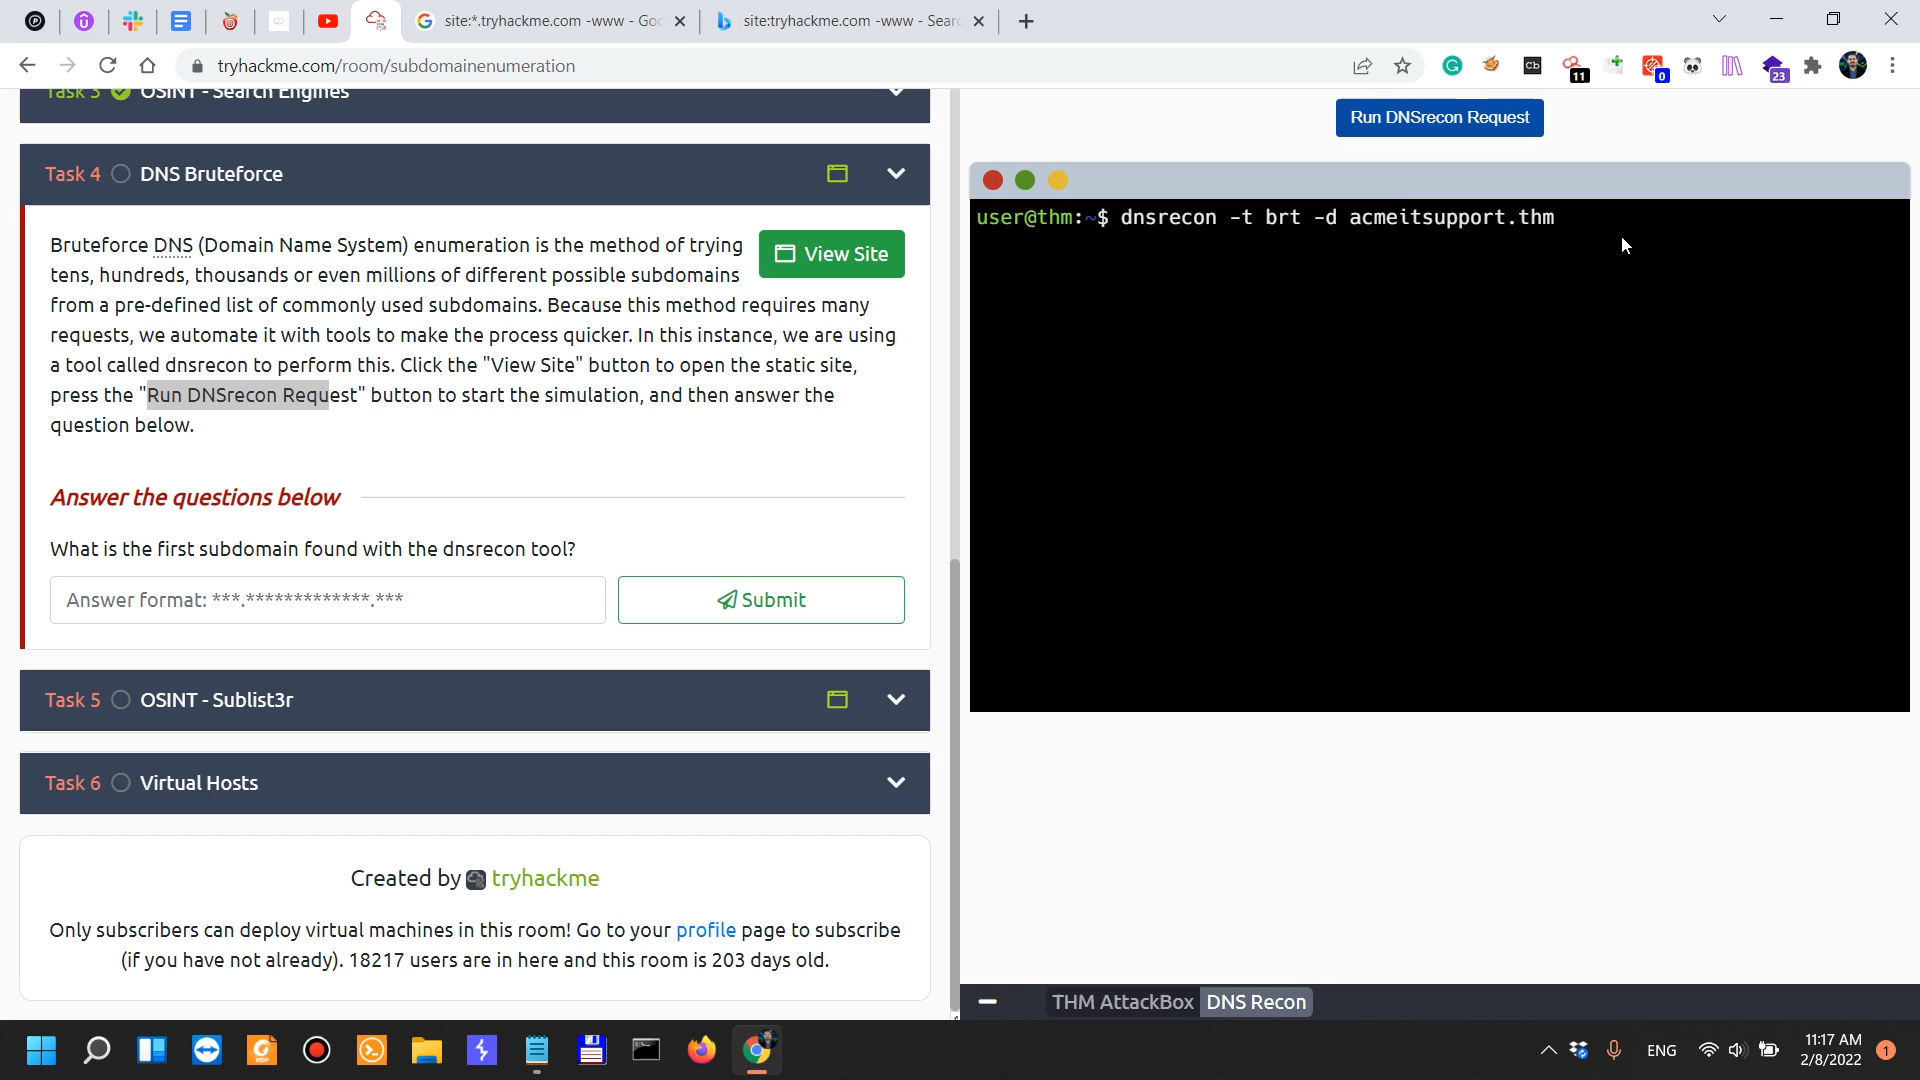 site:*.tryhackme.com -www - Goo
site:tryhackme.com -www - Searc
tryhackme.com/room/subdomainenumeration
Cb
11
0
23
Task 3 OSINT - Search Engines
Task 4 DNS Bruteforce
Bruteforce DNS (Domain Name System) enumeration is the method of trying
tens, hundreds, thousands or even millions of different possible subdomains
from a pre-defined list of commonly used subdomains. Because this method requires many
requests, we automate it with tools to make the process quicker. In this instance, we are using
a tool called dnsrecon to perform this. Click the "View Site" button to open the static site,
press the "Run DNSrecon Request" button to start the simulation, and then answer the
question below.
View Site
Answer the questions below
What is the first subdomain found with the dnsrecon tool?
Answer format: ***.*************.***
Submit
Task 5 OSINT - Sublist3r
Task 6 Virtual Hosts
Created by tryhackme
Only subscribers can deploy virtual machines in this room! Go to your profile page to subscribe
(if you have not already). 18217 users are in here and this room is 203 days old.
Run DNSrecon Request
user@thm:~$ dnsrecon -t brt -d acmeitsupport.thm
THM AttackBox DNS Recon
PDF
ENG
11:17 AM
2/8/2022
1